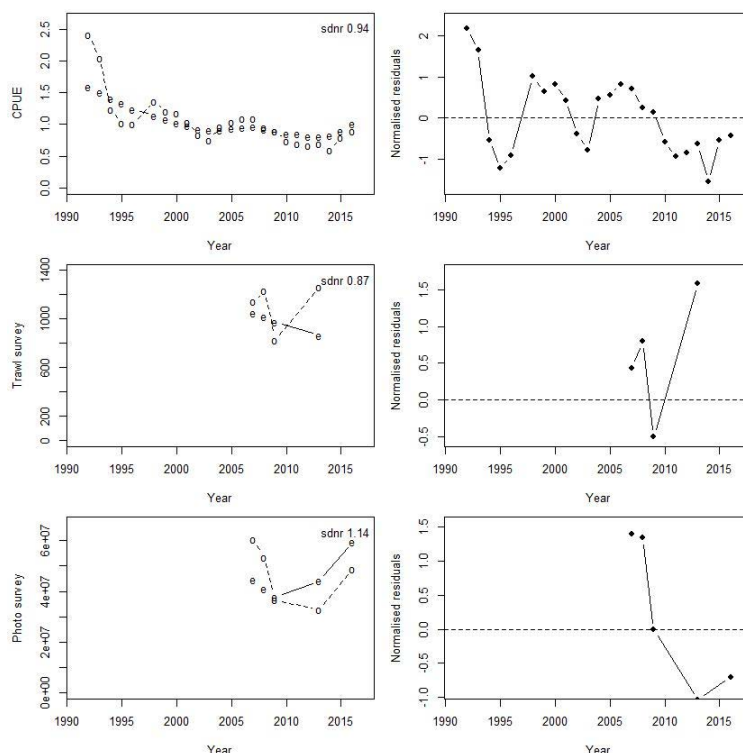 sdnr 0.94
CPUE
0.0 0.5 1.0 1.5 2.0 2.5
1990 1995 2000 2005 2010 2015
Year
Normalised residuals
-1 0 1 2
1990 1995 2000 2005 2010 2015
Year
sdnr 0.87
Trawl survey
0 200 600 1000 1400
1990 1995 2000 2005 2010 2015
Year
Normalised residuals
-0.5 0.0 0.5 1.0 1.5
1990 1995 2000 2005 2010 2015
Year
sdnr 1.14
Photo survey
0e+00 2e+07 4e+07 6e+07
1990 1995 2000 2005 2010 2015
Year
Normalised residuals
-1.0 -0.5 0.0 0.5 1.0 1.5
1990 1995 2000 2005 2010 2015
Year